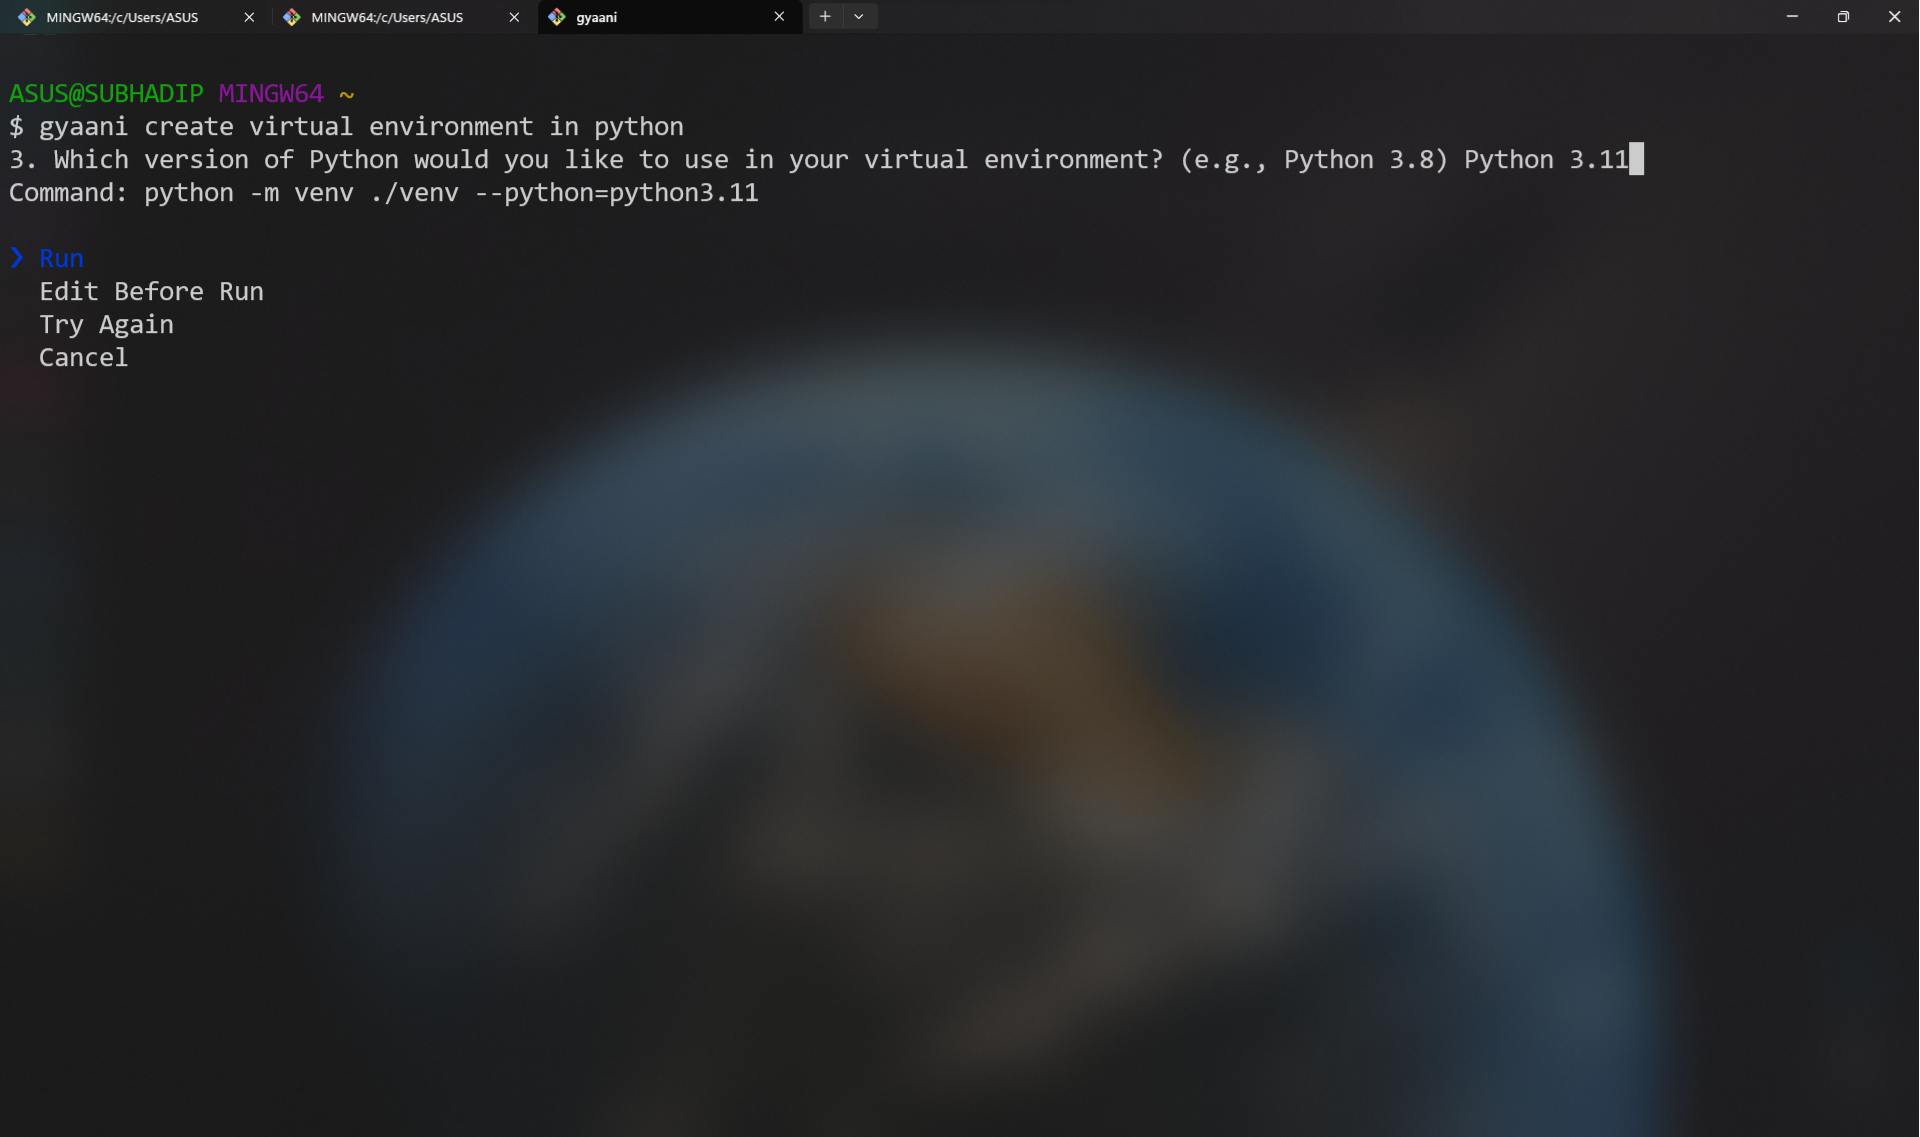 MINGW64:/c/Users/ASUS MINGW64:/c/Users/ASUS gyaani
ASUS@SUBHADIP MINGW64 ~
$ gyaani create virtual environment in python
3. Which version of Python would you like to use in your virtual environment? (e.g., Python 3.8) Python 3.11
Command: python -m venv ./venv --python=python3.11
❯ Run
Edit Before Run
Try Again
Cancel